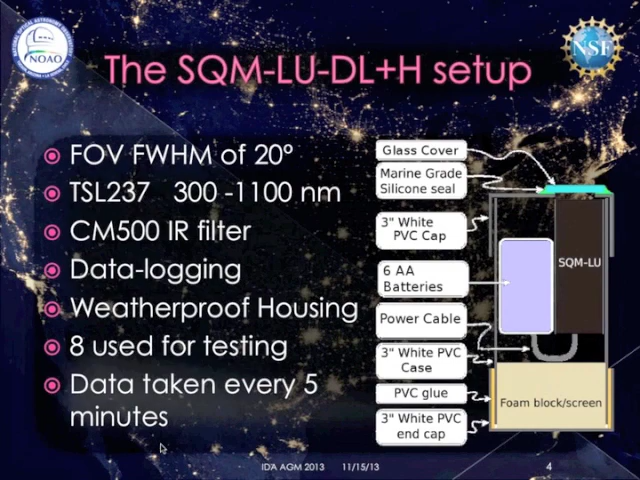 NOAO
NSF
The SQM-LU-DL+H setup
FOV FWHM of 20°
TSL237 300 -1100 nm
CM500 IR filter
Data-logging
Weatherproof Housing
8 used for testing
Data taken every 5
minutes
Glass Cover
Marine Grade
Silicone seal
3" White
PVC Cap
6 AA
Batteries
Power Cable
3" White PVC
Case
PVC glue
3" White PVC
end cap
SQM-LU
Foam block/screen
IDA AGM 2013 11/15/13 4